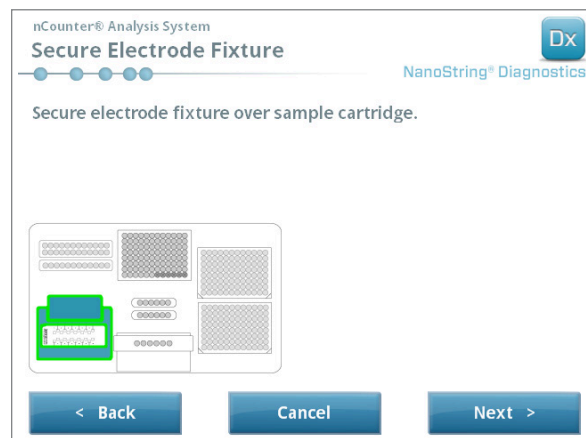 nCounter® Analysis System
Secure Electrode Fixture
Dx
NanoString® Diagnostics
Secure electrode fixture over sample cartridge.
< Back
Cancel
Next >